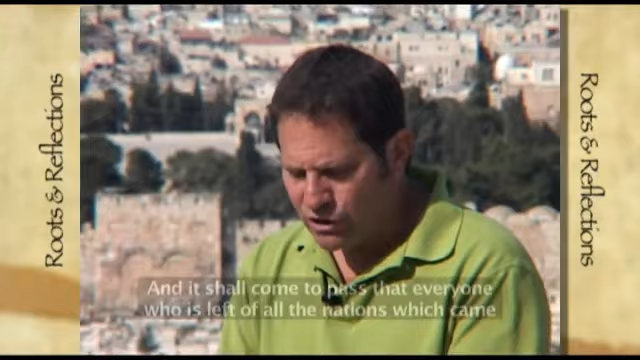 Roots & Reflections
And it shall come to pass that everyone
who is left of all the nations which came
Roots & Reflections